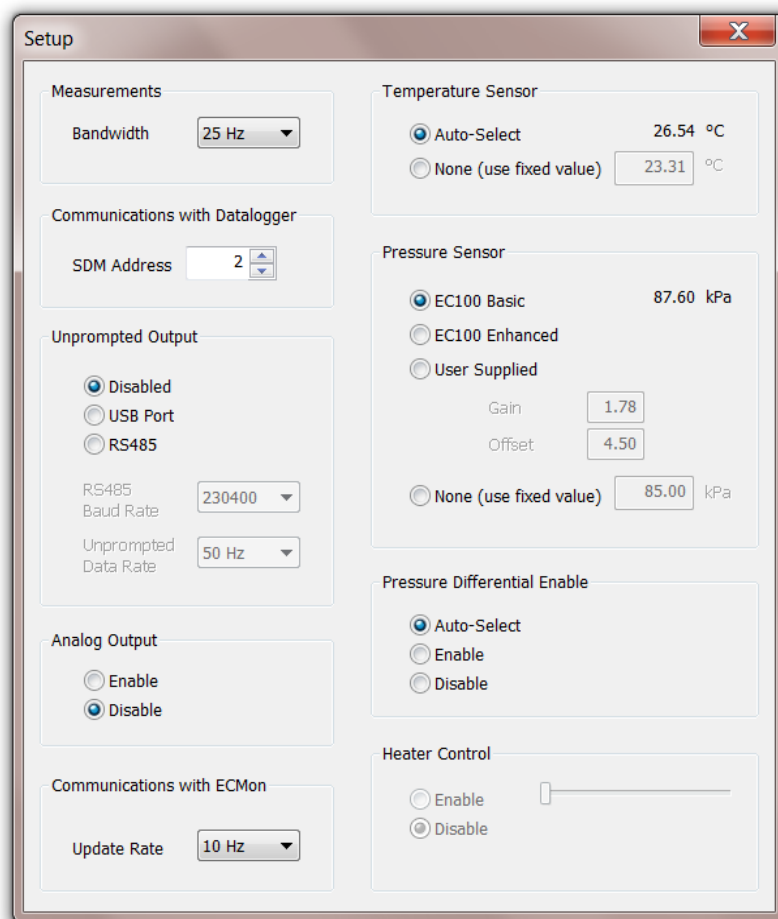 Setup
Measurements
Bandwidth 25 Hz
Communications with Datalogger
SDM Address 2
Unprompted Output
Disabled
USB Port
RS485
RS485
Baud Rate
230400
Unprompted
Data Rate
50 Hz
Analog Output
Enable
Disable
Communications with ECMon
Update Rate 10 Hz
Temperature Sensor
Auto-Select 26.54 ºC
None (use fixed value) 23.31 ºC
Pressure Sensor
EC100 Basic 87.60 kPa
EC100 Enhanced
User Supplied
Gain 1.78
Offset 4.50
None (use fixed value) 85.00 kPa
Pressure Differential Enable
Auto-Select
Enable
Disable
Heater Control
Enable
Disable